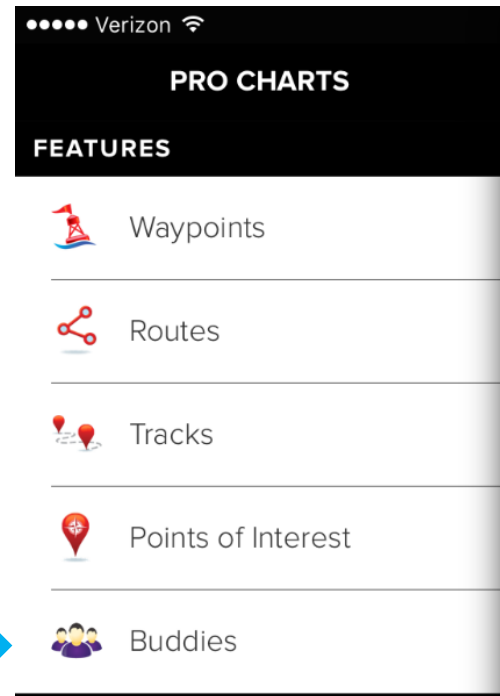 Verizon
PRO CHARTS
FEATURES
Waypoints
Routes
Tracks
Points of Interest
Buddies